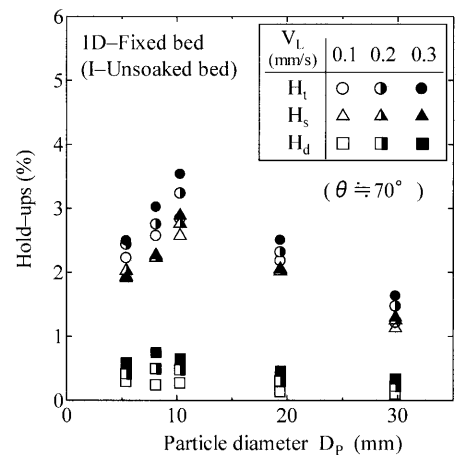 1D–Fixed bed
(I–Unsoaked bed)
V_L (mm/s) 0.1 0.2 0.3
H_t
H_s
H_d
( θ ≒ 70° )
6
5
4
3
2
1
0
Hold–ups (%)
0 10 20 30
Particle diameter D_P (mm)